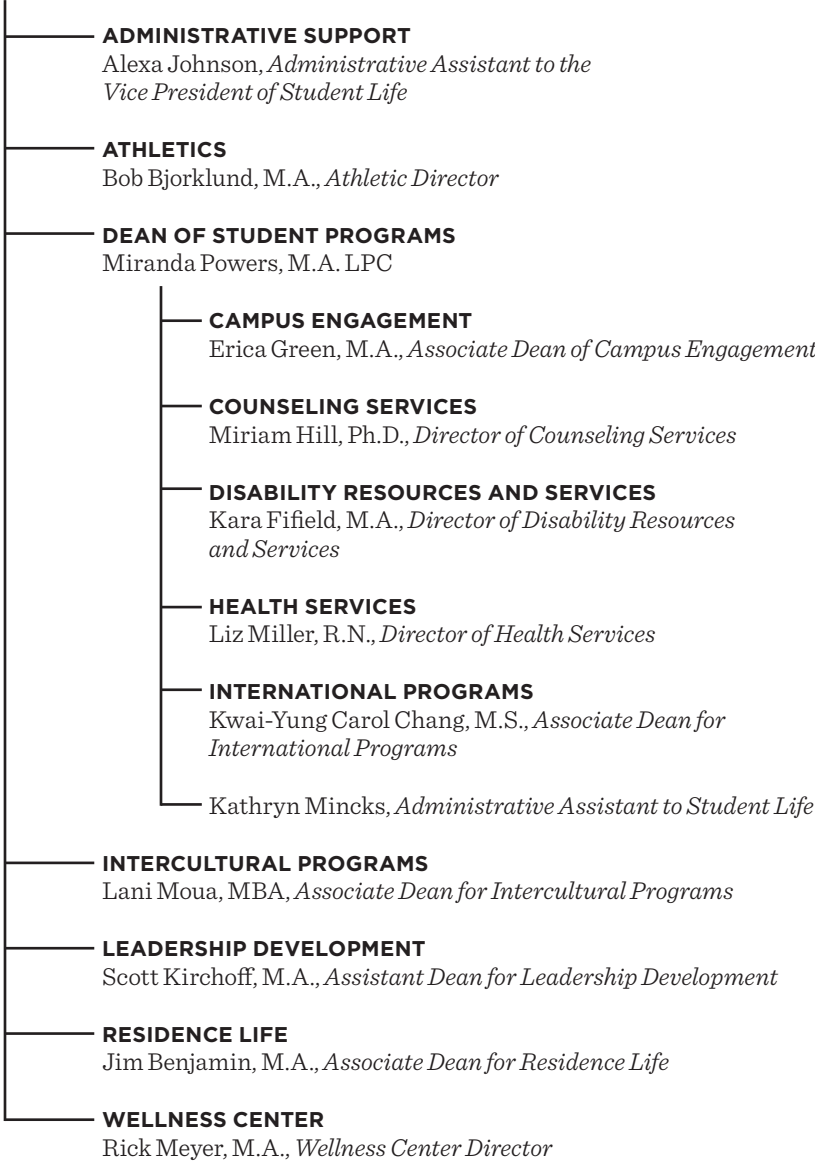 ADMINISTRATIVE SUPPORT
Alexa Johnson, Administrative Assistant to the
Vice President of Student Life
ATHLETICS
Bob Bjorklund, M.A., Athletic Director
DEAN OF STUDENT PROGRAMS
Miranda Powers, M.A. LPC
CAMPUS ENGAGEMENT
Erica Green, M.A., Associate Dean of Campus Engagement
COUNSELING SERVICES
Miriam Hill, Ph.D., Director of Counseling Services
DISABILITY RESOURCES AND SERVICES
Kara Fifield, M.A., Director of Disability Resources
and Services
HEALTH SERVICES
Liz Miller, R.N., Director of Health Services
INTERNATIONAL PROGRAMS
Kwai-Yung Carol Chang, M.S., Associate Dean for
International Programs
Kathryn Mincks, Administrative Assistant to Student Life
INTERCULTURAL PROGRAMS
Lani Moua, MBA, Associate Dean for Intercultural Programs
LEADERSHIP DEVELOPMENT
Scott Kirchoff, M.A., Assistant Dean for Leadership Development
RESIDENCE LIFE
Jim Benjamin, M.A., Associate Dean for Residence Life
WELLNESS CENTER
Rick Meyer, M.A., Wellness Center Director